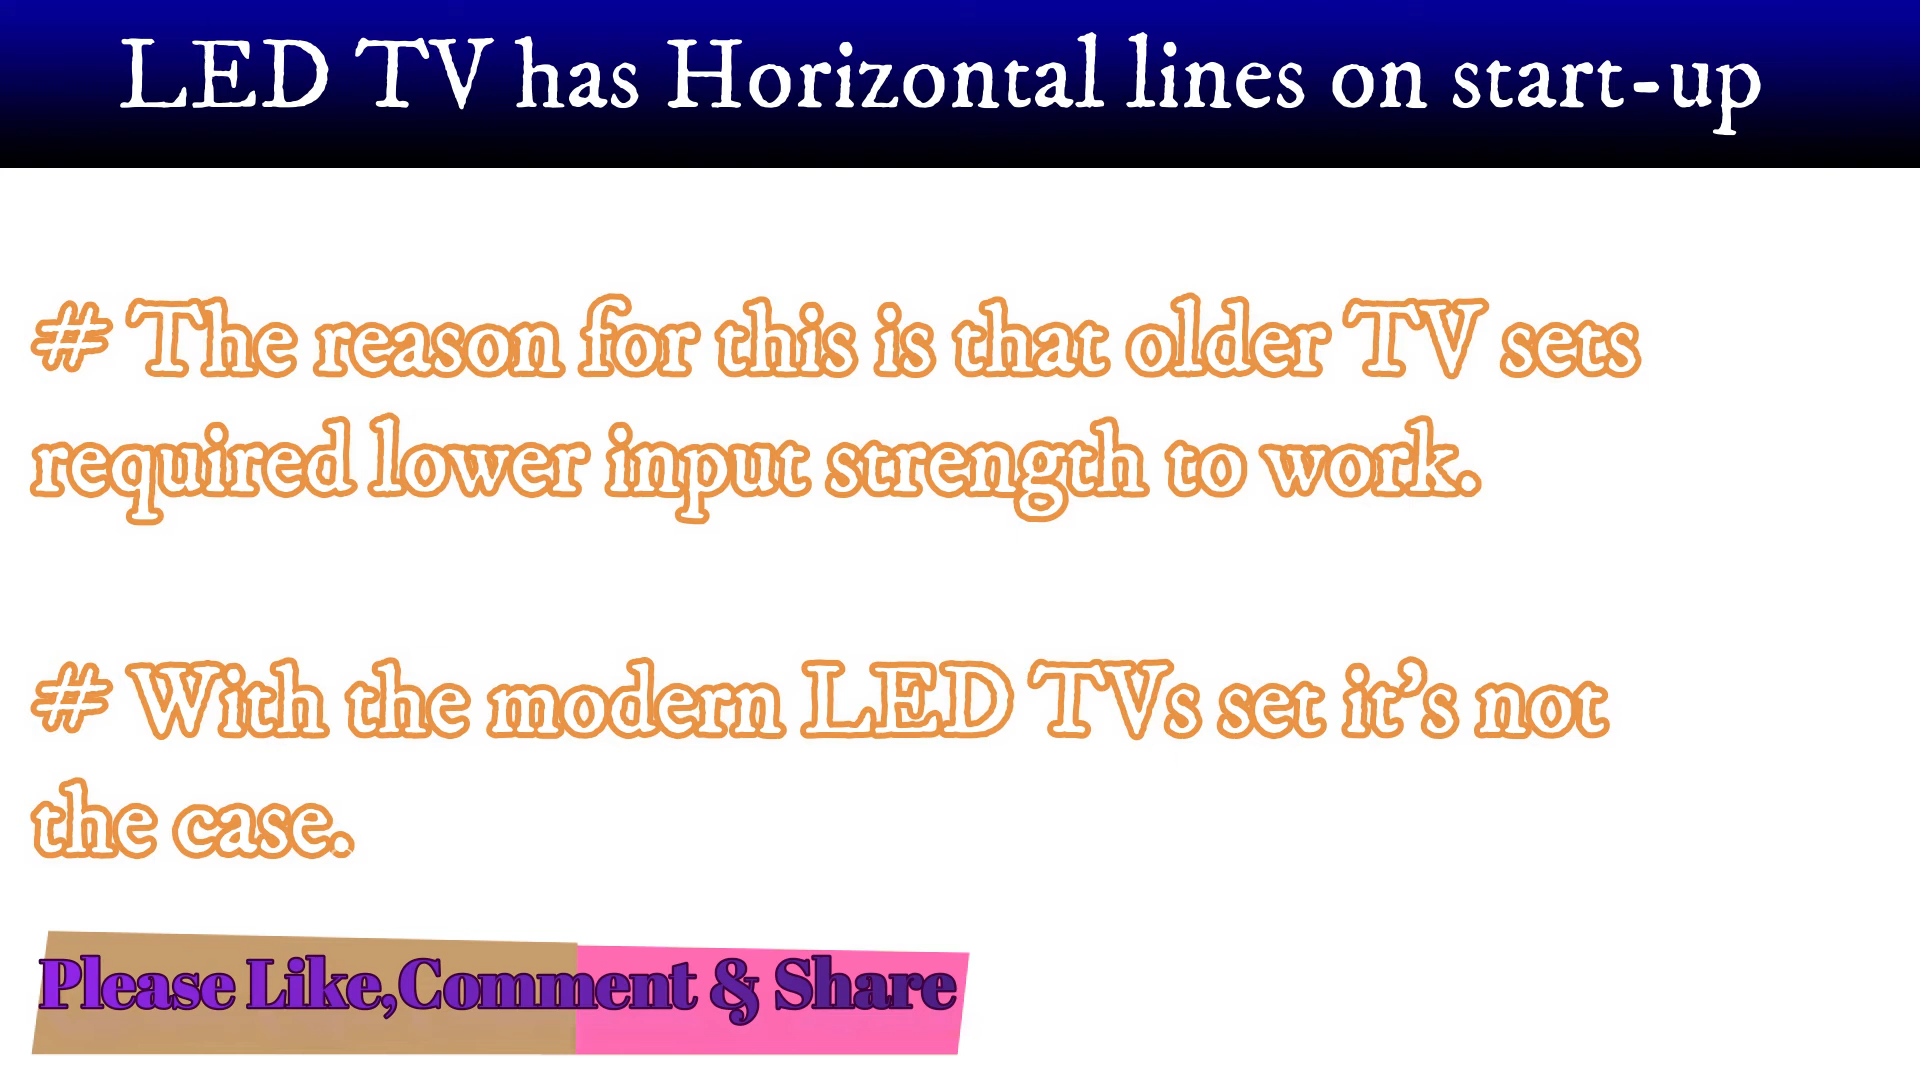 LED TV has Horizontal lines on start-up
# The reason for this is that older TV sets
required lower input strength to work.
# With the modern LED TVs set it’s not
the case.
Please Like,Comment & Share